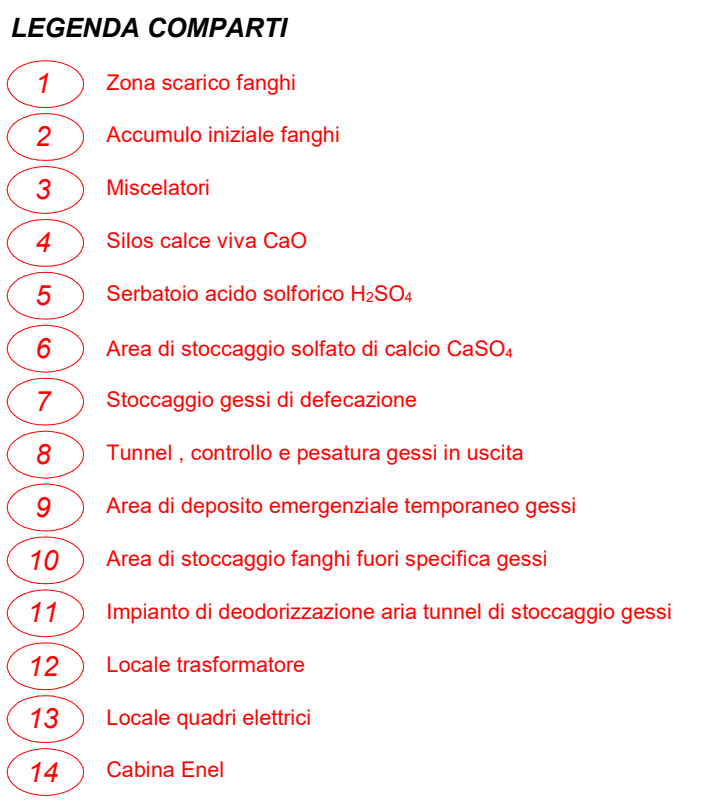 LEGENDA COMPARTI
1 Zona scarico fanghi
2 Accumulo iniziale fanghi
3 Miscelatori
4 Silos calce viva CaO
5 Serbatoio acido solforico H₂SO₄
6 Area di stoccaggio solfato di calcio CaSO₄
7 Stoccaggio gessi di defecazione
8 Tunnel , controllo e pesatura gessi in uscita
9 Area di deposito emergenziale temporaneo gessi
10 Area di stoccaggio fanghi fuori specifica gessi
11 Impianto di deodorizzazione aria tunnel di stoccaggio gessi
12 Locale trasformatore
13 Locale quadri elettrici
14 Cabina Enel